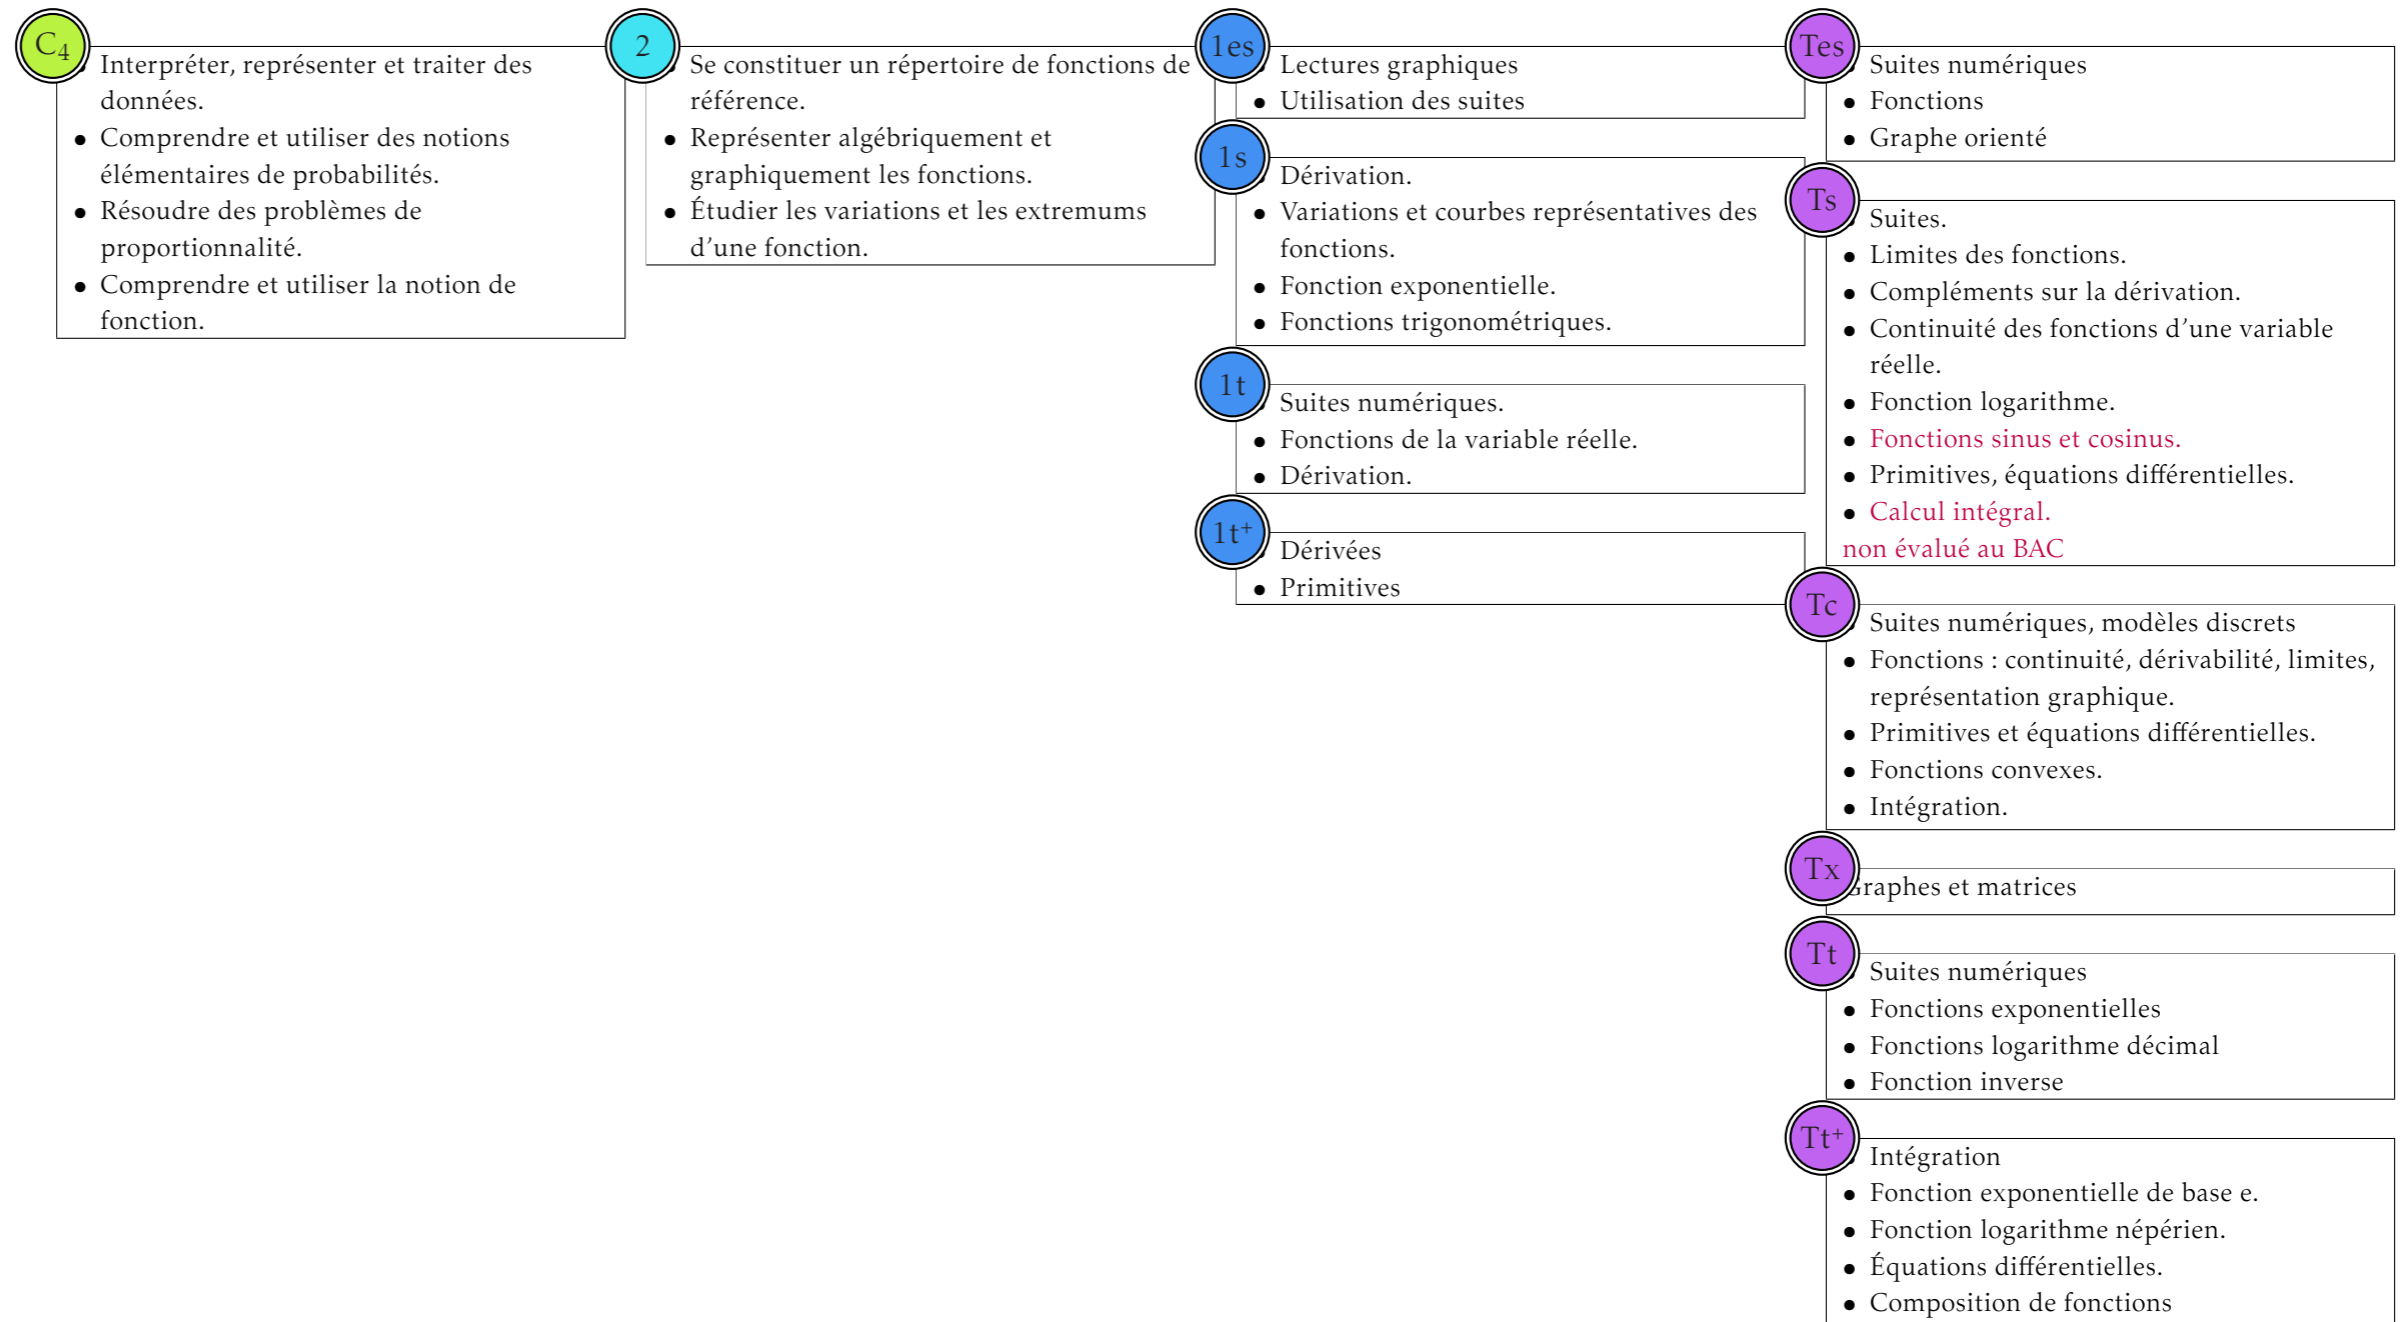 C4
Interpréter, représenter et traiter des
données.
• Comprendre et utiliser des notions
élémentaires de probabilités.
• Résoudre des problèmes de
proportionnalité.
• Comprendre et utiliser la notion de
fonction.
2
Se constituer un répertoire de fonctions de
référence.
• Représenter algébriquement et
graphiquement les fonctions.
• Étudier les variations et les extremums
d'une fonction.
1es
Lectures graphiques
• Utilisation des suites
1s
Dérivation.
• Variations et courbes représentatives des
fonctions.
• Fonction exponentielle.
• Fonctions trigonométriques.
1t
Suites numériques.
• Fonctions de la variable réelle.
• Dérivation.
1t+
Dérivées
• Primitives
Tes
Suites numériques
• Fonctions
• Graphe orienté
Ts
Suites.
• Limites des fonctions.
• Compléments sur la dérivation.
• Continuité des fonctions d'une variable
réelle.
• Fonction logarithme.
• Fonctions sinus et cosinus.
• Primitives, équations différentielles.
• Calcul intégral.
non évalué au BAC
Tc
Suites numériques, modèles discrets
• Fonctions : continuité, dérivabilité, limites,
représentation graphique.
• Primitives et équations différentielles.
• Fonctions convexes.
• Intégration.
Tx
Graphes et matrices
Tt
Suites numériques
• Fonctions exponentielles
• Fonctions logarithme décimal
• Fonction inverse
Tt+
Intégration
• Fonction exponentielle de base e.
• Fonction logarithme népérien.
• Équations différentielles.
• Composition de fonctions